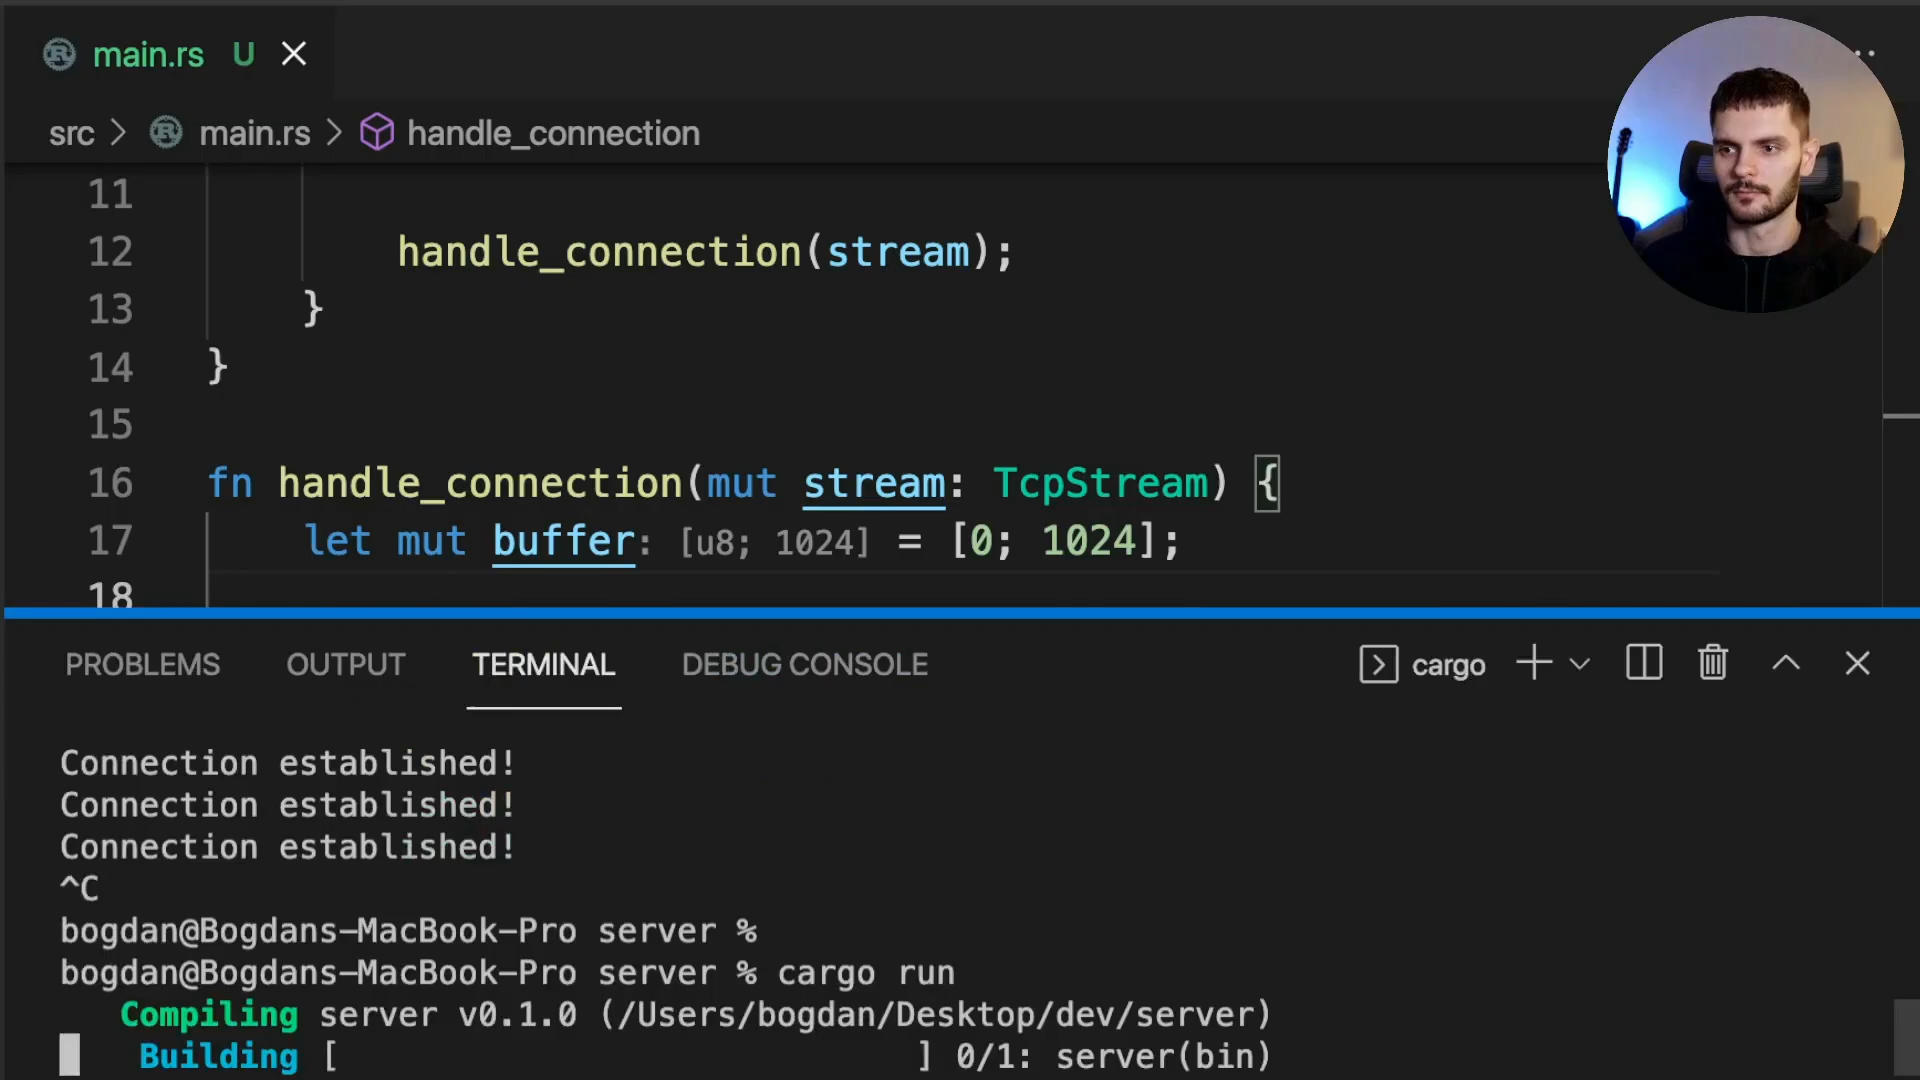 main.rs U
src > main.rs > handle_connection
11
12 handle_connection(stream);
13 }
14 }
15
16 fn handle_connection(mut stream: TcpStream) {
17 let mut buffer: [u8; 1024] = [0; 1024];
18
PROBLEMS OUTPUT TERMINAL DEBUG CONSOLE cargo
Connection established!
Connection established!
Connection established!
^C
bogdan@Bogdans-MacBook-Pro server %
bogdan@Bogdans-MacBook-Pro server % cargo run
Compiling server v0.1.0 (/Users/bogdan/Desktop/dev/server)
Building [ ] 0/1: server(bin)